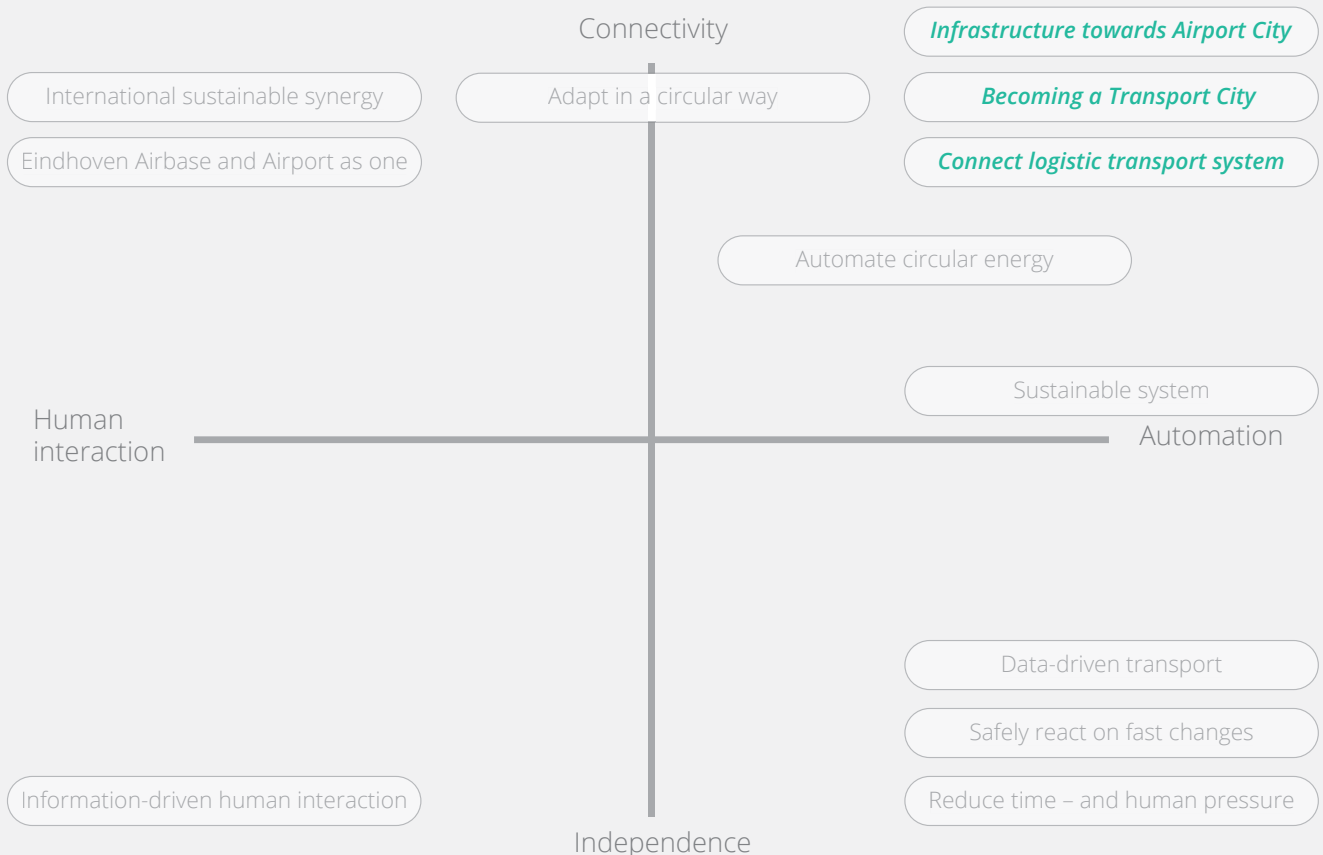 Connectivity
Infrastructure towards Airport City
International sustainable synergy
Adapt in a circular way
Becoming a Transport City
Eindhoven Airbase and Airport as one
Connect logistic transport system
Automate circular energy
Sustainable system
Human
interaction
Automation
Data-driven transport
Safely react on fast changes
Information-driven human interaction
Reduce time – and human pressure
Independence